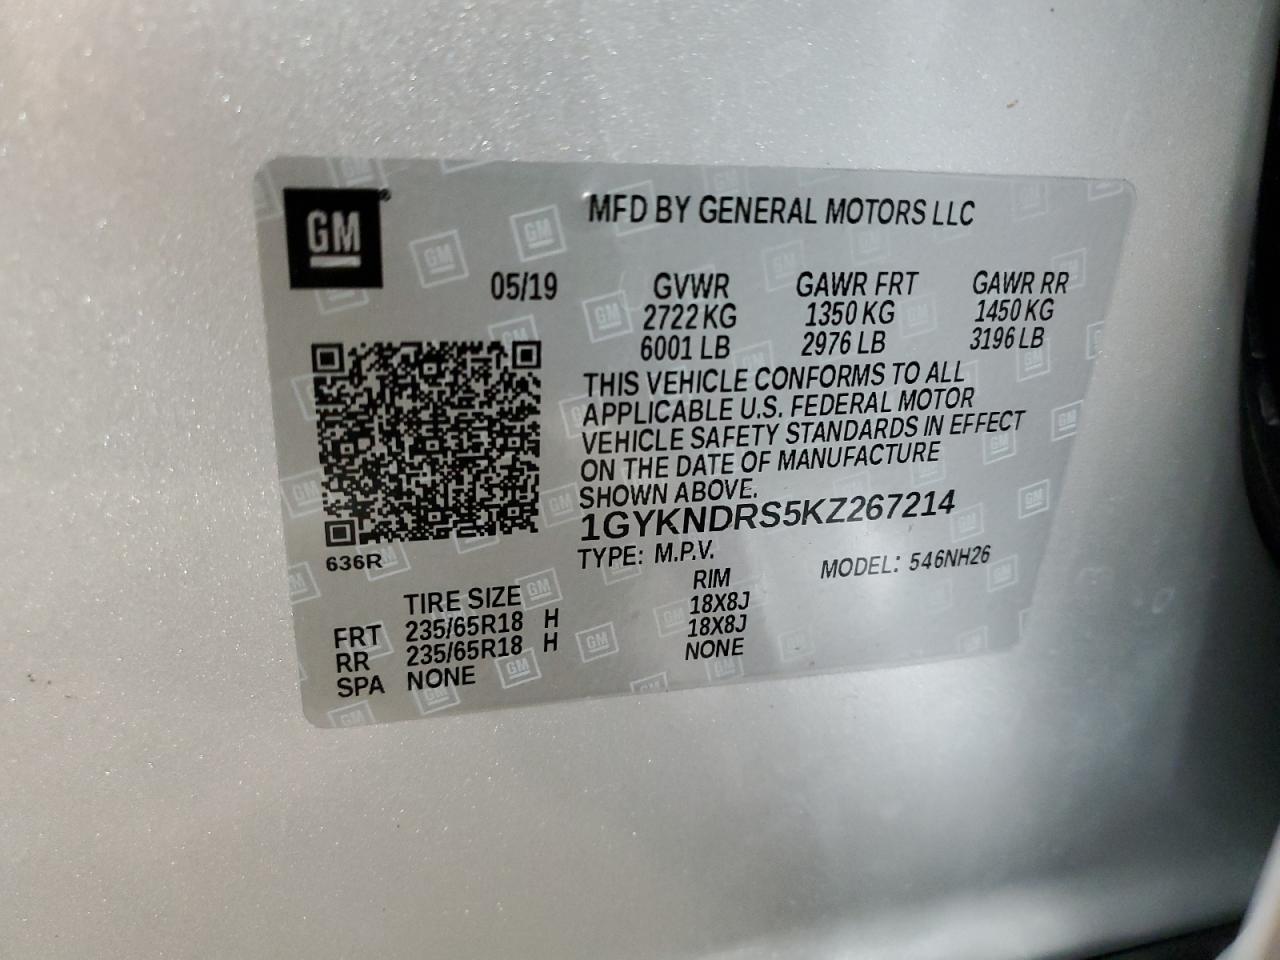 GM®
MFD BY GENERAL MOTORS LLC
05/19 GVWR GAWR FRT GAWR RR
2722 KG 1350 KG 1450 KG
6001 LB 2976 LB 3196 LB
THIS VEHICLE CONFORMS TO ALL
APPLICABLE U.S. FEDERAL MOTOR
VEHICLE SAFETY STANDARDS IN EFFECT
ON THE DATE OF MANUFACTURE
SHOWN ABOVE.
1GYKNDRS5KZ267214
636R
TYPE: M.P.V. MODEL: 546NH26
TIRE SIZE RIM
FRT 235/65R18 H 18X8J
RR 235/65R18 H 18X8J
SPA NONE NONE